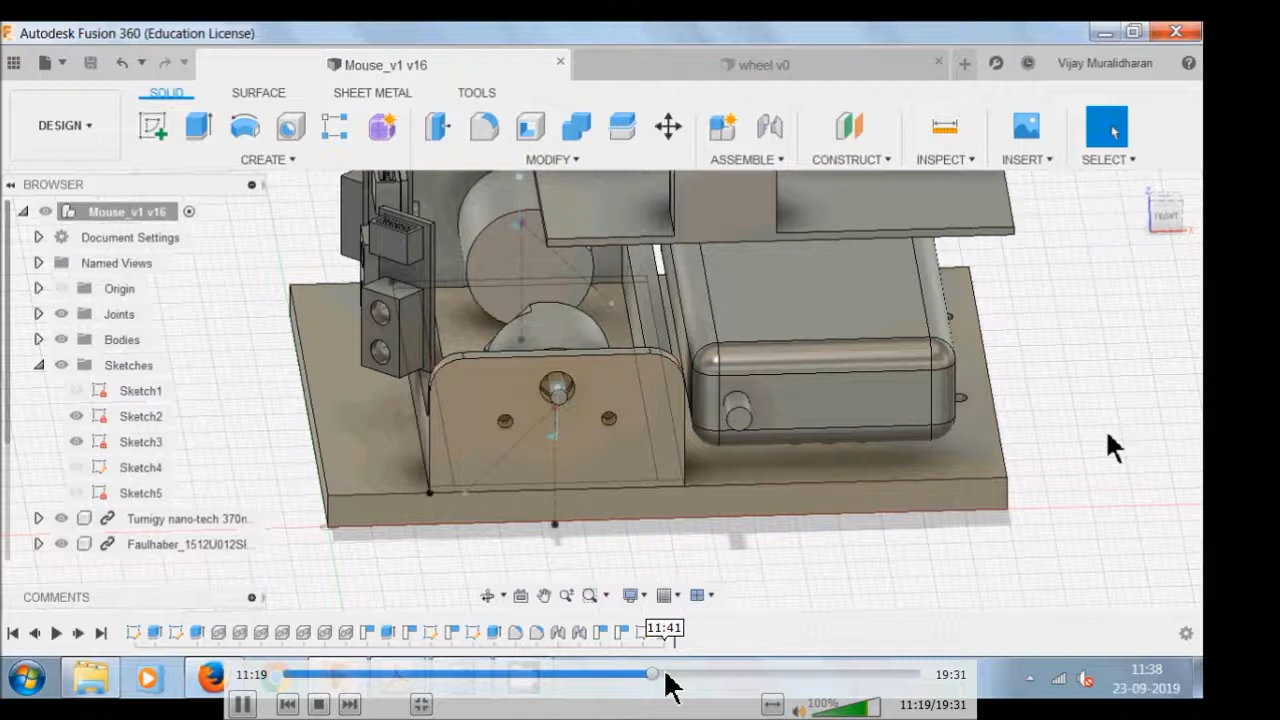 Autodesk Fusion 360 (Education License)
Mouse_v1 v16
wheel v0
Vijay Muralidharan
SOLID
SURFACE
SHEET METAL
TOOLS
DESIGN
CREATE
MODIFY
ASSEMBLE
CONSTRUCT
INSPECT
INSERT
SELECT
BROWSER
Mouse_v1 v16
Document Settings
Named Views
Origin
Joints
Bodies
Sketches
Sketch1
Sketch2
Sketch3
Sketch4
Sketch5
Turnigy nano-tech 370n...
Faulhaber_1512U012SI...
FRONT
Z
X
COMMENTS
11:41
11:19
19:31
11:38
23-09-2019
100%
11:19/19:31